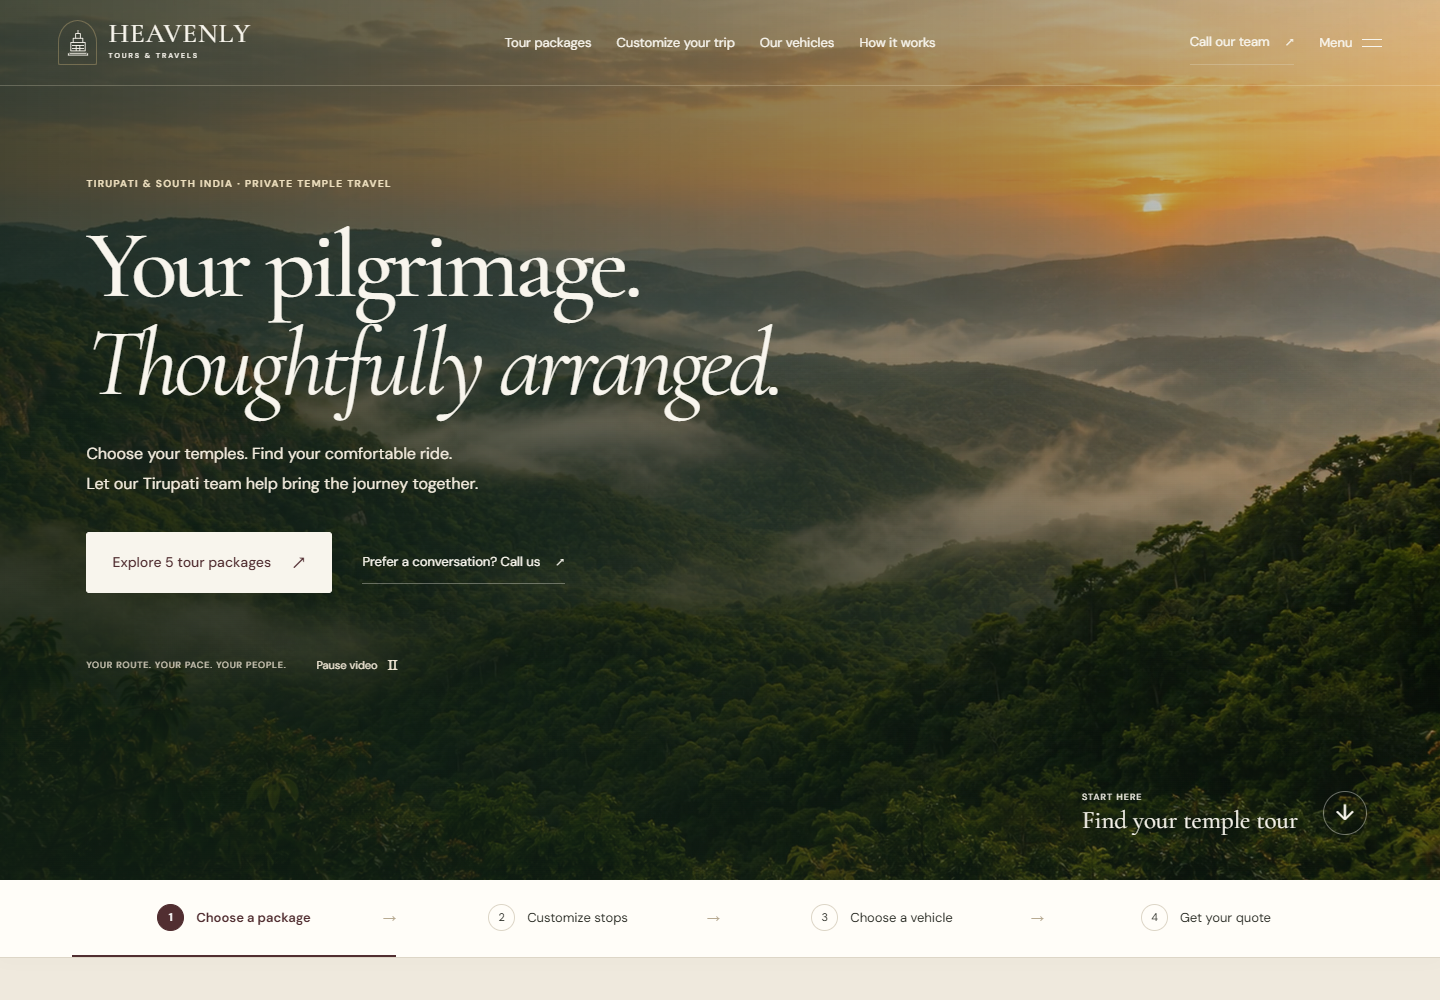 HEAVENLY
TOURS & TRAVELS
Tour packages
Customize your trip
Our vehicles
How it works
Call our team ↗
Menu
TIRUPATI & SOUTH INDIA · PRIVATE TEMPLE TRAVEL
Your pilgrimage.
Thoughtfully arranged.
Choose your temples. Find your comfortable ride.
Let our Tirupati team help bring the journey together.
Explore 5 tour packages ↗
Prefer a conversation? Call us ↗
YOUR ROUTE. YOUR PACE. YOUR PEOPLE.
Pause video
START HERE
Find your temple tour ↓
1 Choose a package →
2 Customize stops →
3 Choose a vehicle →
4 Get your quote